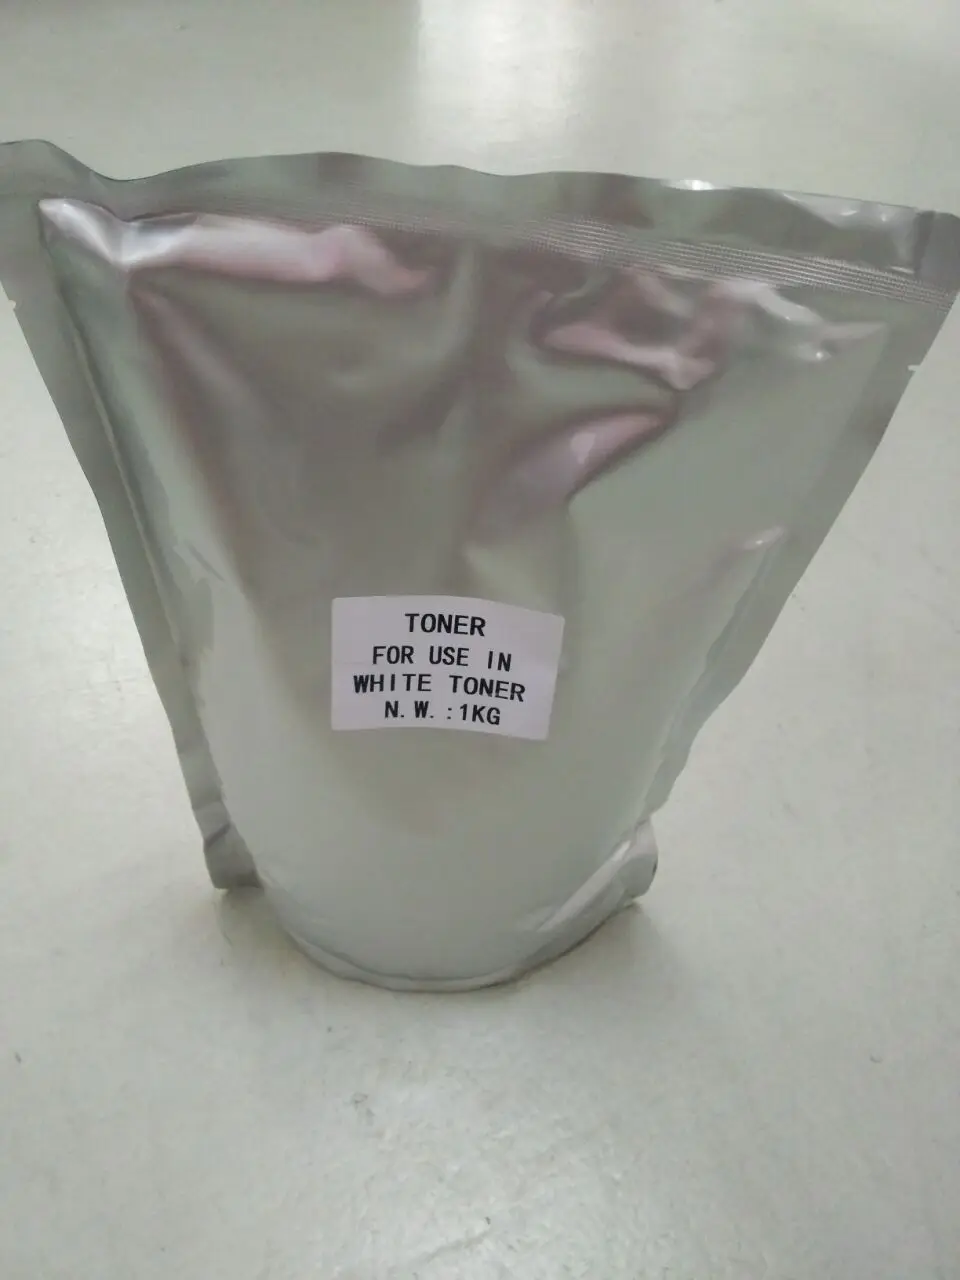 TONER
FOR USE IN
WHITE TONER
N.W.:1KG